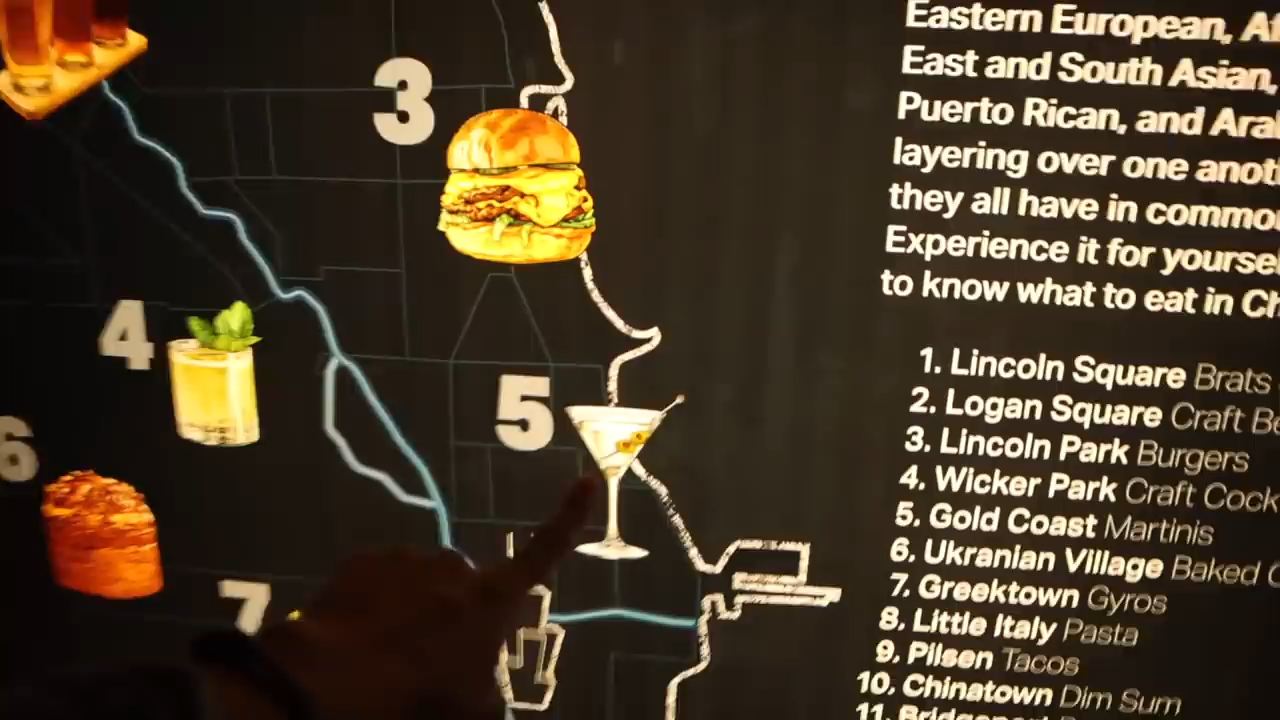 Eastern European,
East and South Asian,
Puerto Rican, and
layering over one
they all have in
Experience it for
to know what to eat in
1. Lincoln Square Brats
2. Logan Square Craft
3. Lincoln Park Burgers
4. Wicker Park Craft
5. Gold Coast Martinis
6. Ukranian Village Baked
7. Greektown Gyros
8. Little Italy Pasta
9. Pilsen Tacos
10. Chinatown Dim Sum
11.
3
4
5
6
7